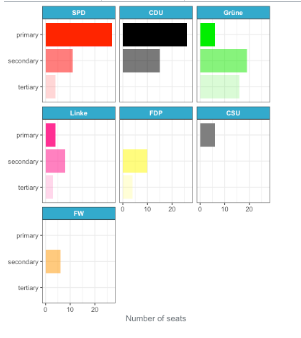 SPD CDU Grüne
primary
secondary
tertiary
Linke FDP CSU
primary
secondary
tertiary
0 10 20 0 10 20
FW
primary
secondary
tertiary
0 10 20
Number of seats